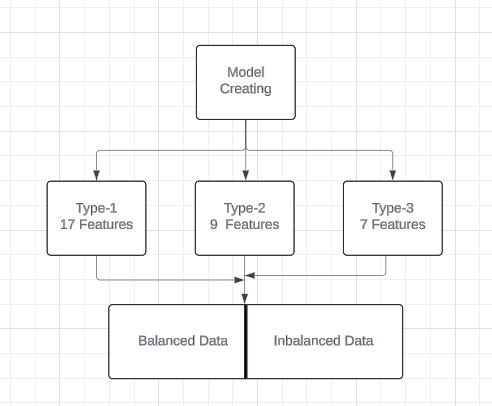 Model
Creating
Type-1
17 Features
Type-2
9  Features
Type-3
7 Features
Balanced Data
Inbalanced Data